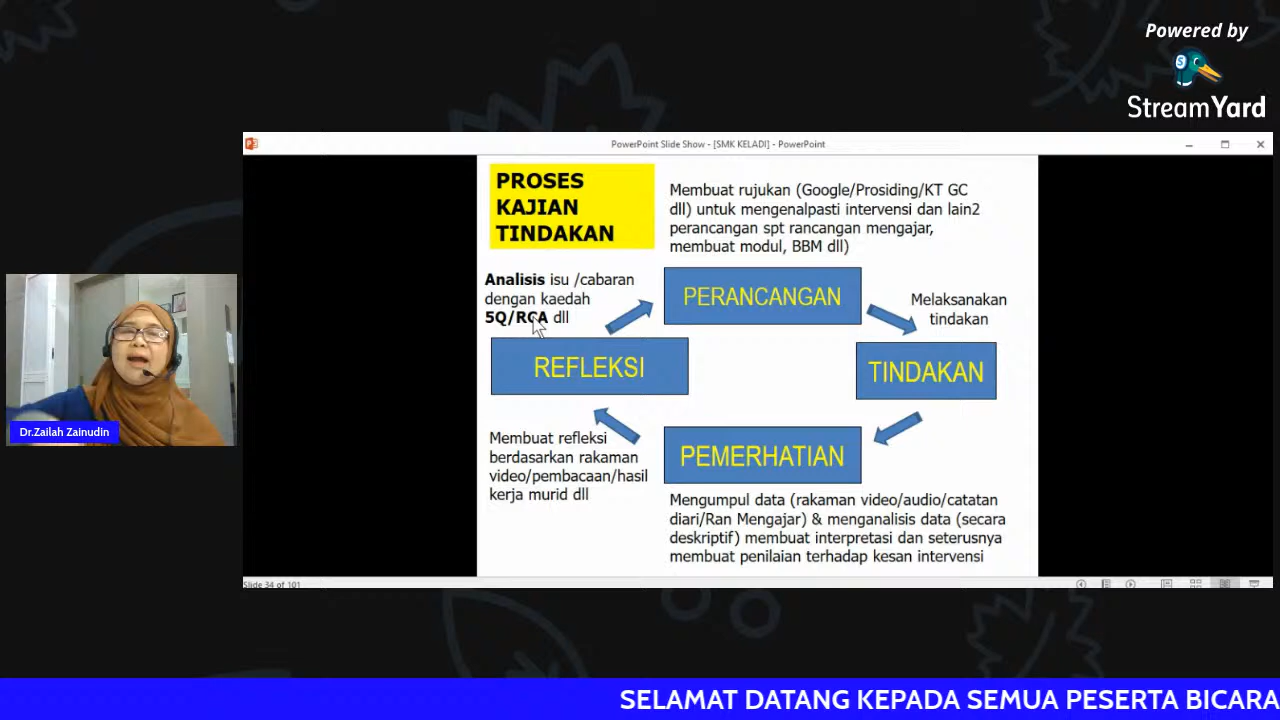 Powered by
StreamYard
PowerPoint Slide Show - [SMK KELADI] - PowerPoint
PROSES
KAJIAN
TINDAKAN
Membuat rujukan (Google/Prosiding/KT GC
dll) untuk mengenalpasti intervensi dan lain2
perancangan spt rancangan mengajar,
membuat modul, BBM dll)
Analisis isu /cabaran
dengan kaedah
5Q/RCA dll
PERANCANGAN
Melaksanakan
tindakan
REFLEKSI
TINDAKAN
Membuat refleksi
berdasarkan rakaman
video/pembacaan/hasil
kerja murid dll
PEMERHATIAN
Mengumpul data (rakaman video/audio/catatan
diari/Ran Mengajar) & menganalisis data (secara
deskriptif) membuat interpretasi dan seterusnya
membuat penilaian terhadap kesan intervensi
Dr.Zailah Zainudin
Slide 34 of 101
SELAMAT DATANG KEPADA SEMUA PESERTA BICARA